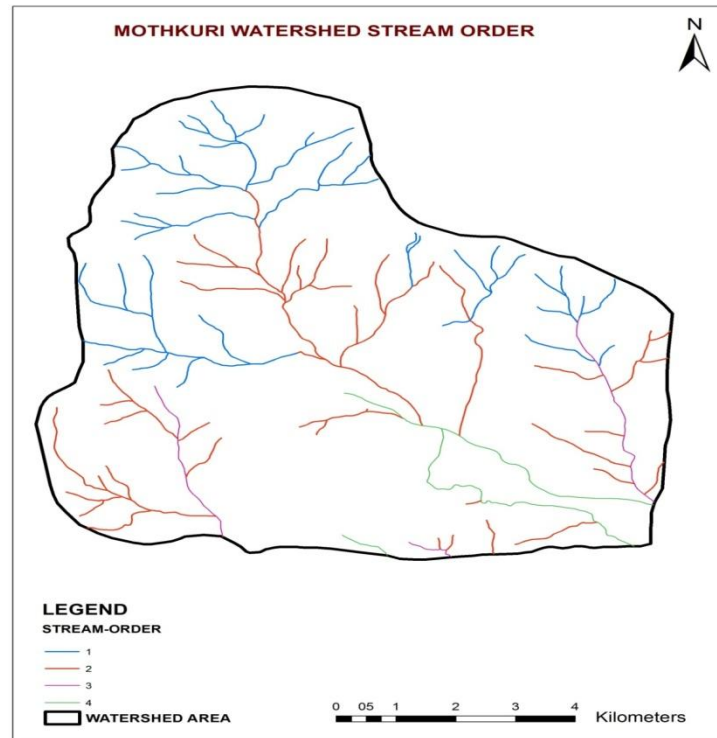 MOTHKURI WATERSHED STREAM ORDER
N
LEGEND
STREAM-ORDER
1
2
3
4
WATERSHED AREA
0 05 1 2 3 4 Kilometers